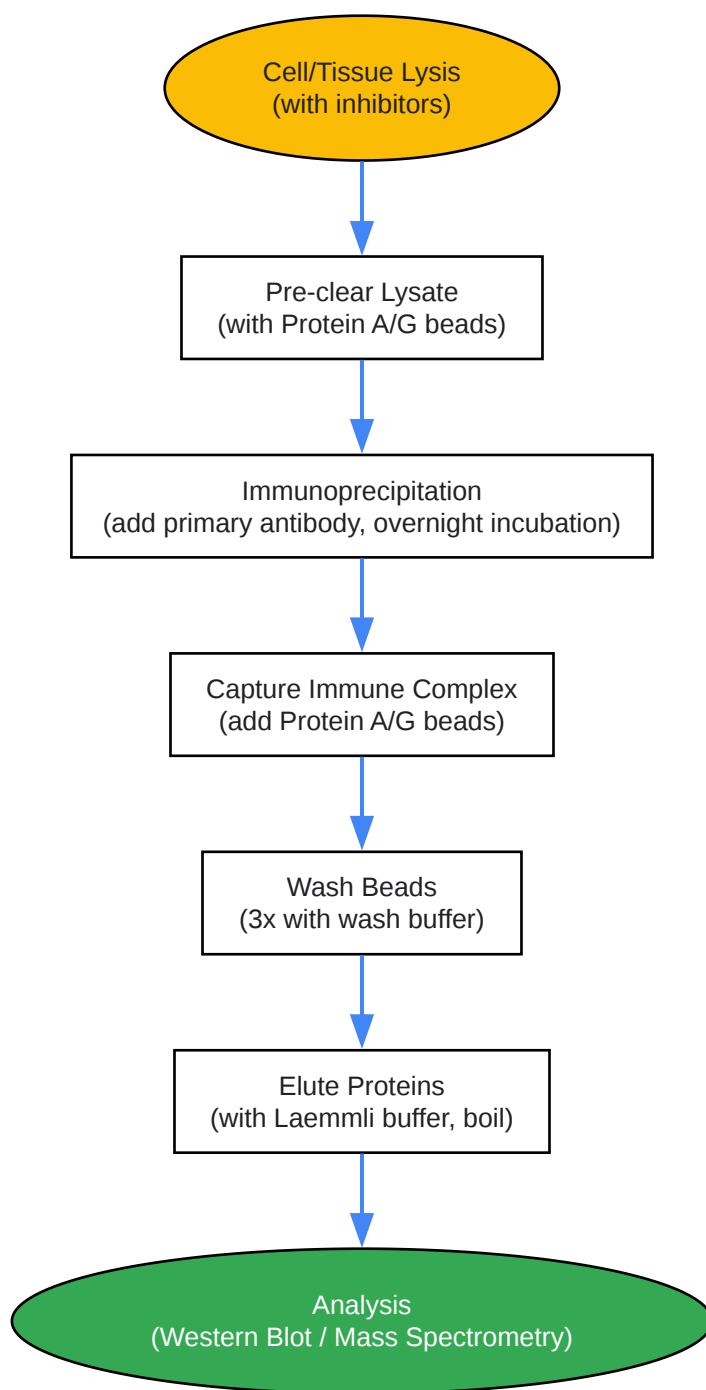 Cell/Tissue Lysis
(with inhibitors)
Pre-clear Lysate
(with Protein A/G beads)
Immunoprecipitation
(add primary antibody, overnight incubation)
Capture Immune Complex
(add Protein A/G beads)
Wash Beads
(3x with wash buffer)
Elute Proteins
(with Laemmli buffer, boil)
Analysis
(Western Blot / Mass Spectrometry)